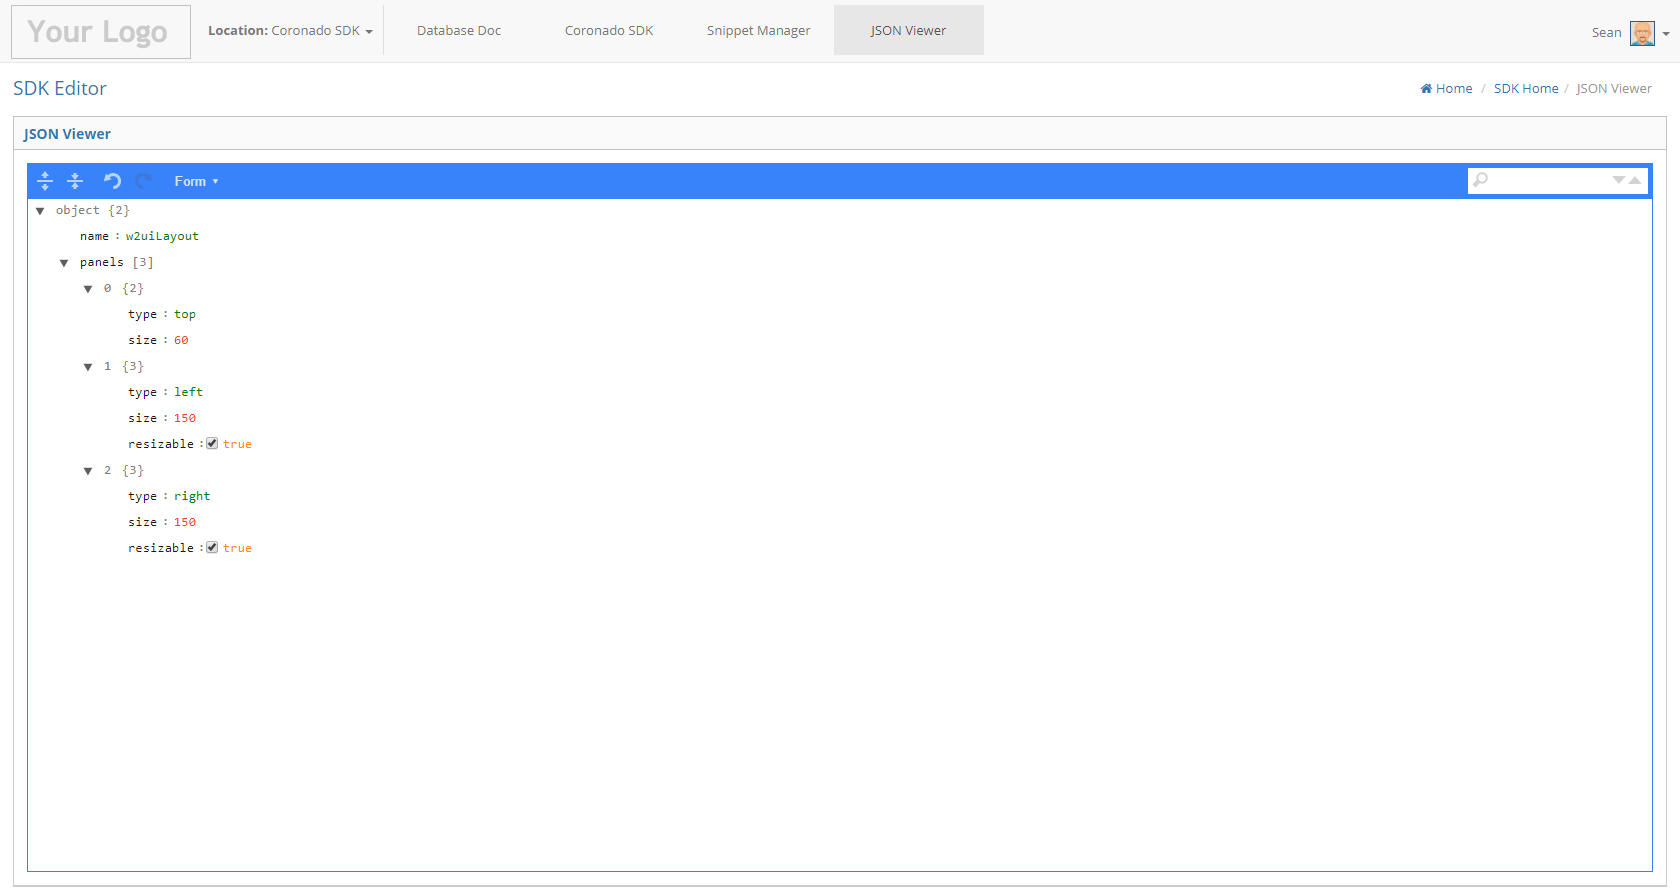 Your Logo
Location: Coronado SDK
Database Doc
Coronado SDK
Snippet Manager
JSON Viewer
Sean
SDK Editor
Home / SDK Home / JSON Viewer
JSON Viewer
Form
object {2}
name : w2uiLayout
panels [3]
0 {2}
type : top
size : 60
1 {3}
type : left
size : 150
resizable : true
2 {3}
type : right
size : 150
resizable : true